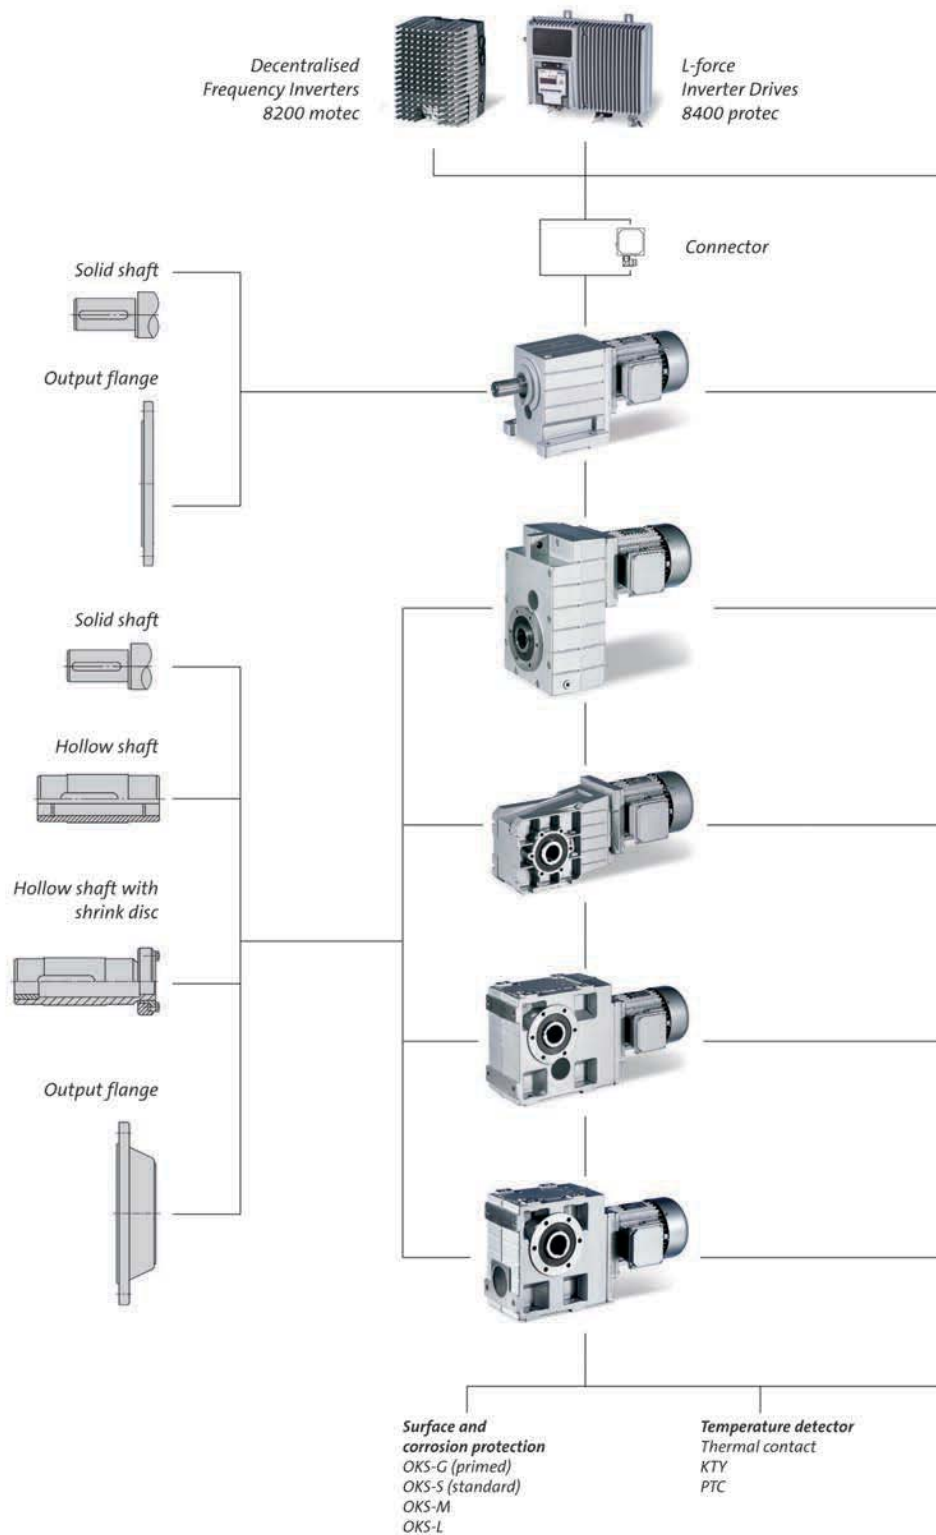 Decentralised
Frequency Inverters
8200 motec
L-force
Inverter Drives
8400 protec
Connector
Solid shaft
Output flange
Solid shaft
Hollow shaft
Hollow shaft with
shrink disc
Output flange
Surface and
corrosion protection
OKS-G (primed)
OKS-S (standard)
OKS-M
OKS-L
Temperature detector
Thermal contact
KTY
PTC